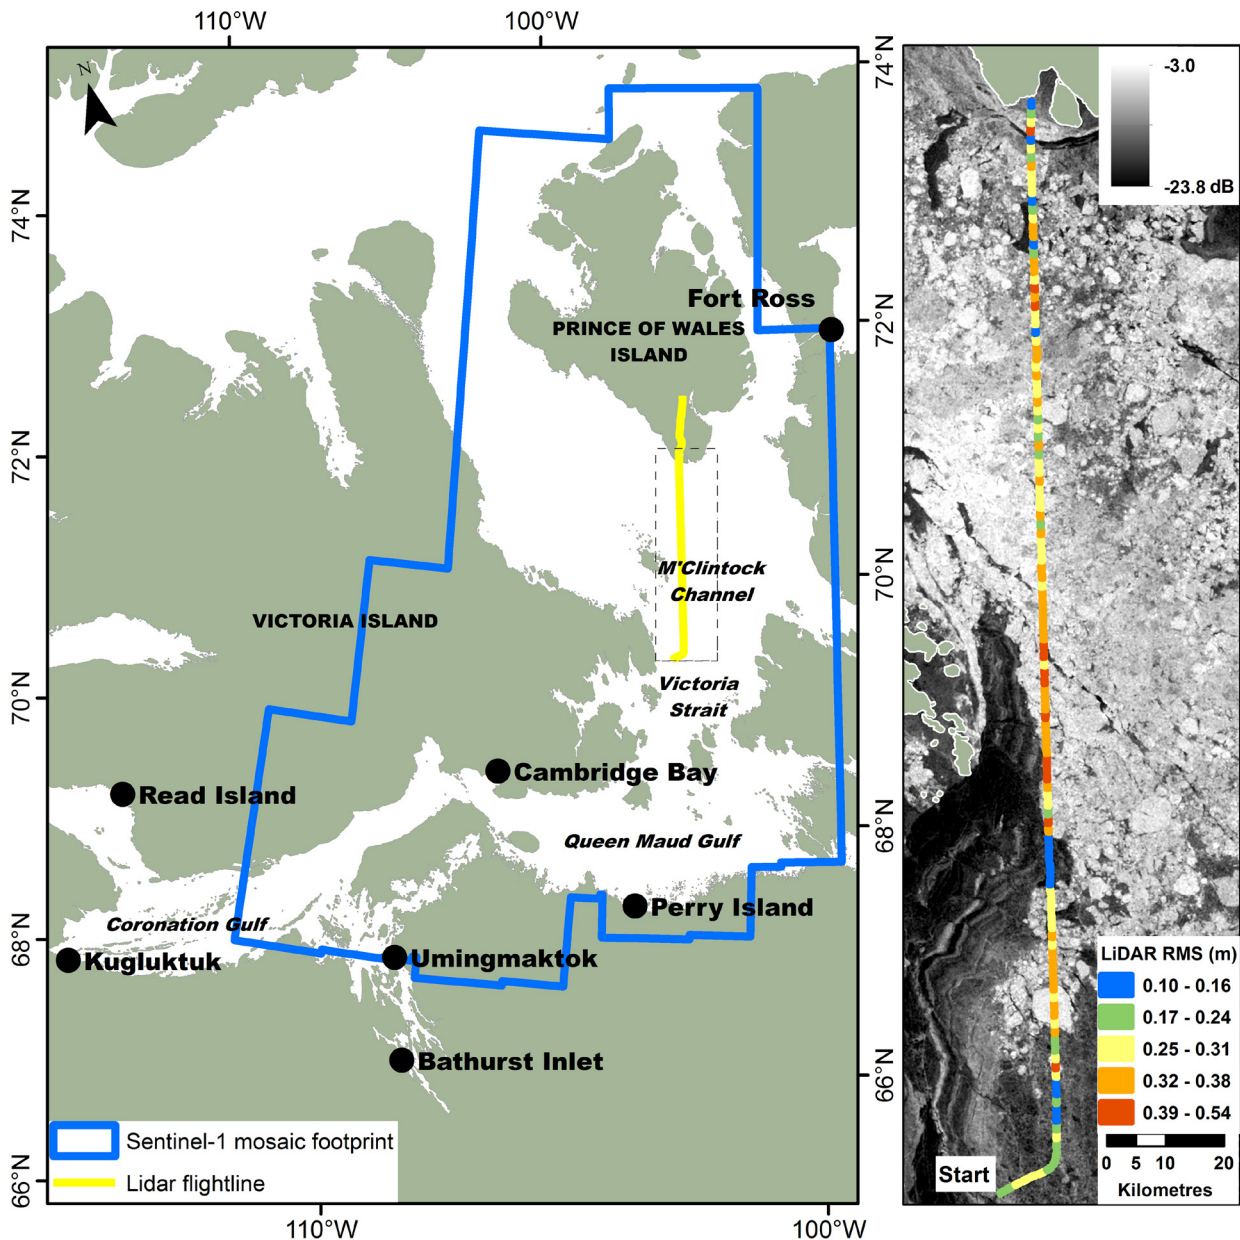 110°W
100°W
N
74°N
72°N
70°N
68°N
66°N
74°N
72°N
70°N
68°N
66°N
Fort Ross
PRINCE OF WALES
ISLAND
M'Clintock
Channel
VICTORIA ISLAND
Victoria
Strait
Cambridge Bay
Read Island
Queen Maud Gulf
Perry Island
Coronation Gulf
Kugluktuk
Umingmaktok
Bathurst Inlet
Sentinel-1 mosaic footprint
Lidar flightline
110°W
100°W
-3.0
-23.8 dB
LiDAR RMS (m)
0.10 - 0.16
0.17 - 0.24
0.25 - 0.31
0.32 - 0.38
0.39 - 0.54
Start
0 5 10 20
Kilometres